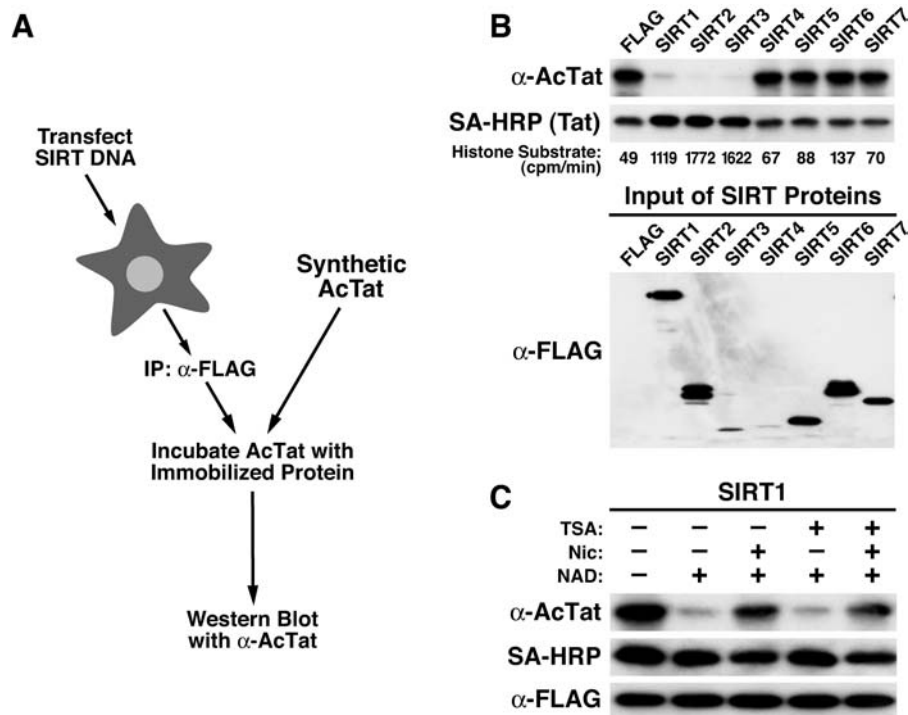 A
Transfect
SIRT DNA
Synthetic
AcTat
IP: α-FLAG
Incubate AcTat with
Immobilized Protein
Western Blot
with α-AcTat
B
FLAG SIRT1 SIRT2 SIRT3 SIRT4 SIRT5 SIRT6 SIRT7
α-AcTat
SA-HRP (Tat)
Histone Substrate: 49 1119 1772 1622 67 88 137 70
(cpm/min)
Input of SIRT Proteins
FLAG SIRT1 SIRT2 SIRT3 SIRT4 SIRT5 SIRT6 SIRT7
α-FLAG
C
SIRT1
TSA: − − − + +
Nic: − − + − +
NAD: − + + + +
α-AcTat
SA-HRP
α-FLAG